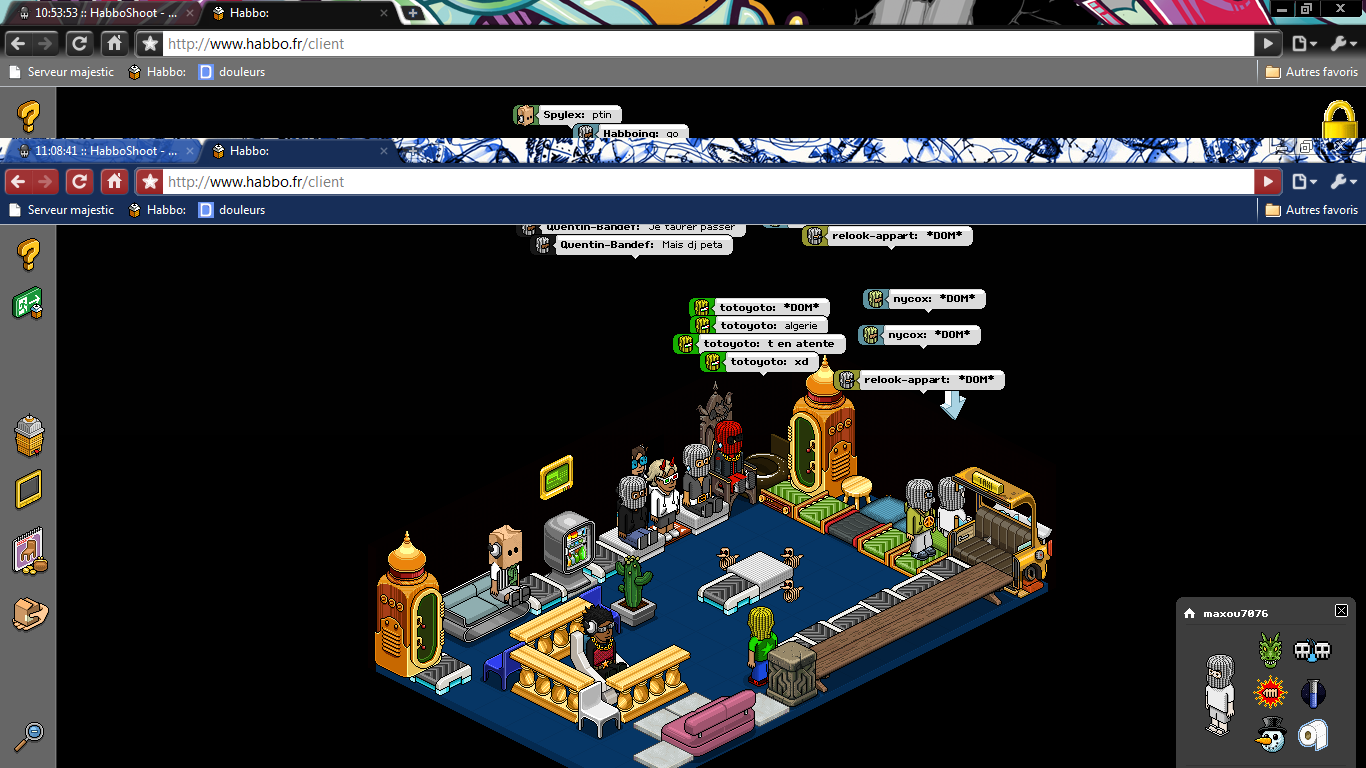 10:53:53 :: HabboShoot - ...
Habbo:
http://www.habbo.fr/client
Serveur majestic
Habbo:
douleurs
Autres favoris
Spylex: ptin
Habboing: go
11:08:41 :: HabboShoot - ...
Habbo:
http://www.habbo.fr/client
Serveur majestic
Habbo:
douleurs
Autres favoris
Quentin-Bandef: Je taurer passer
relook-appart: *DOM*
Quentin-Bandef: Mais dj peta
nycox: *DOM*
totoyoto: *DOM*
totoyoto: algerie
nycox: *DOM*
totoyoto: t en atente
totoyoto: xd
relook-appart: *DOM*
maxou7076